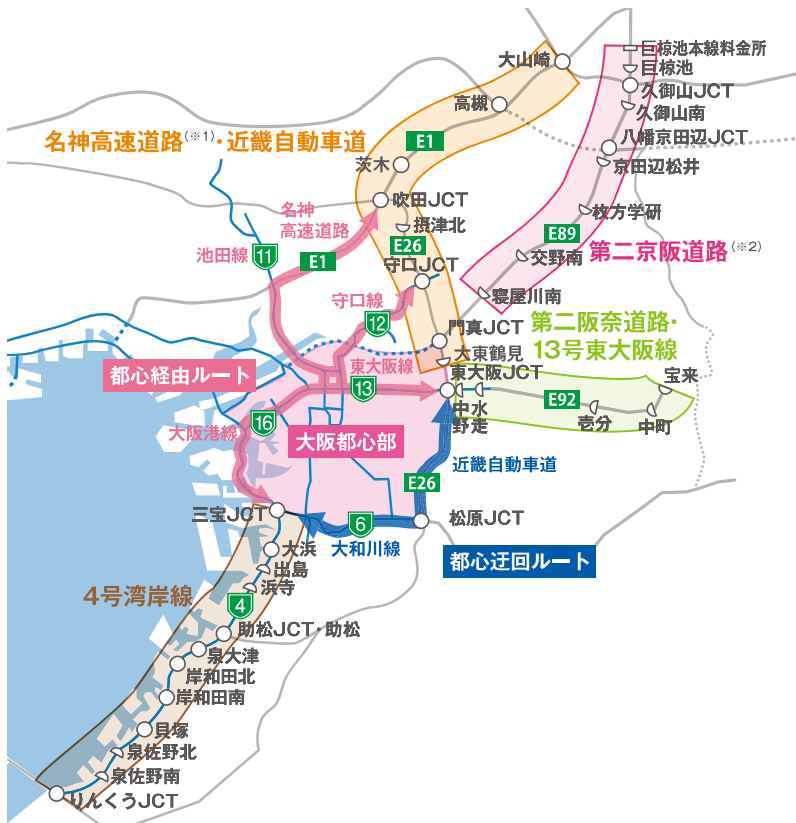 大山崎
巨椋池本線料金所
巨椋池
久御山JCT
久御山南
高槻
八幡京田辺JCT
京田辺松井
名神高速道路(※1)・近畿自動車道
E1
茨木
吹田JCT
摂津北
枚方学研
E89
第二京阪道路(※2)
交野南
名神
高速道路
池田線
11
E1
E26
守口JCT
寝屋川南
守口線
12
門真JCT
第二阪奈道路・
13号東大阪線
大東鶴見
都心経由ルート
東大阪線
13
東大阪JCT
宝来
E92
中野
水走
壱分
中町
大阪港線
16
大阪都心部
近畿自動車道
E26
三宝JCT
6
大和川線
松原JCT
都心迂回ルート
大浜
出島
浜寺
4号湾岸線
4
助松JCT・助松
泉大津
岸和田北
岸和田南
貝塚
泉佐野北
泉佐野南
りんくうJCT